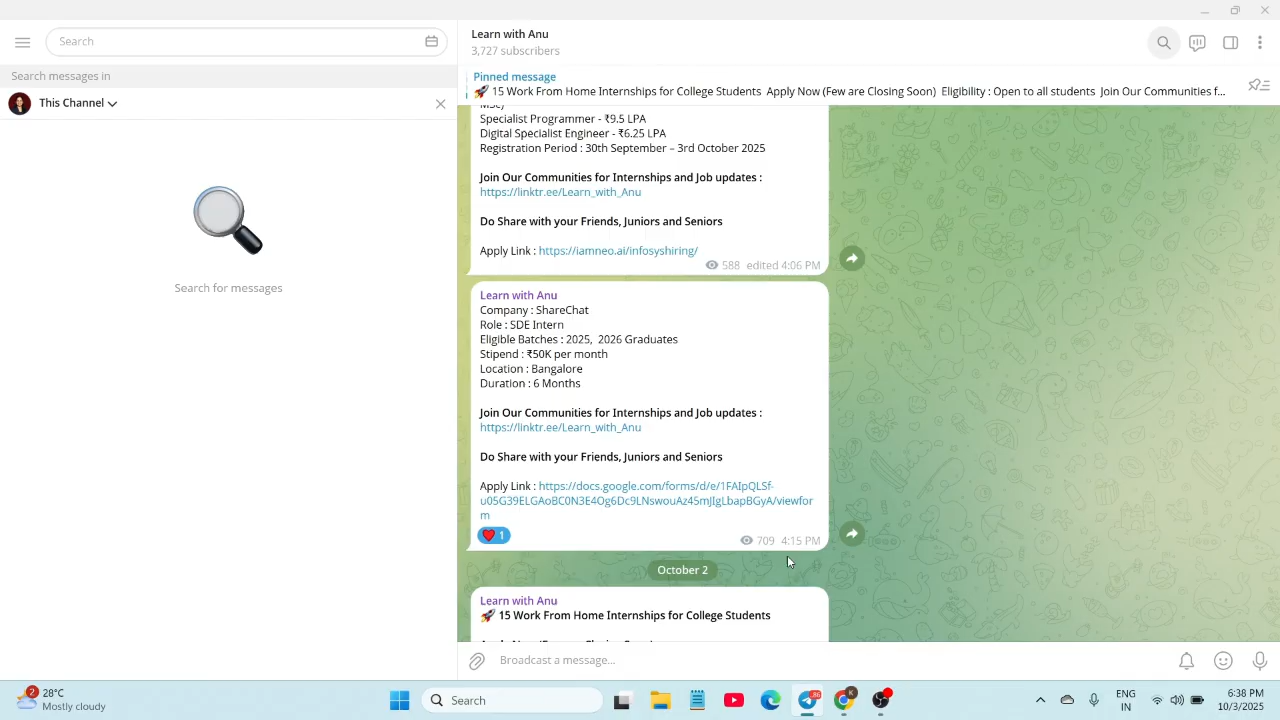 Search
Search messages in
This Channel
Search for messages
Learn with Anu
3,727 subscribers
Pinned message
🚀 15 Work From Home Internships for College Students Apply Now (Few are Closing Soon) Eligibility : Open to all students Join Our Communities f...
MSc)
Specialist Programmer - ₹9.5 LPA
Digital Specialist Engineer - ₹6.25 LPA
Registration Period : 30th September – 3rd October 2025
Join Our Communities for Internships and Job updates :
https://linktr.ee/Learn_with_Anu
Do Share with your Friends, Juniors and Seniors
Apply Link : https://iamneo.ai/infosyshiring/
588 edited 4:06 PM
Learn with Anu
Company : ShareChat
Role : SDE Intern
Eligible Batches : 2025, 2026 Graduates
Stipend : ₹50K per month
Location : Bangalore
Duration : 6 Months
Join Our Communities for Internships and Job updates :
https://linktr.ee/Learn_with_Anu
Do Share with your Friends, Juniors and Seniors
Apply Link : https://docs.google.com/forms/d/e/1FAIpQLSf-
u05G39ELGAoBC0N3E4Og6Dc9LNswouAz45mJIgLbapBGyA/viewfor
m
❤️ 1
709 4:15 PM
October 2
Learn with Anu
🚀 15 Work From Home Internships for College Students
Broadcast a message...
2
28°C
Mostly cloudy
Search
86
K
ENG
IN
6:38 PM
10/3/2025